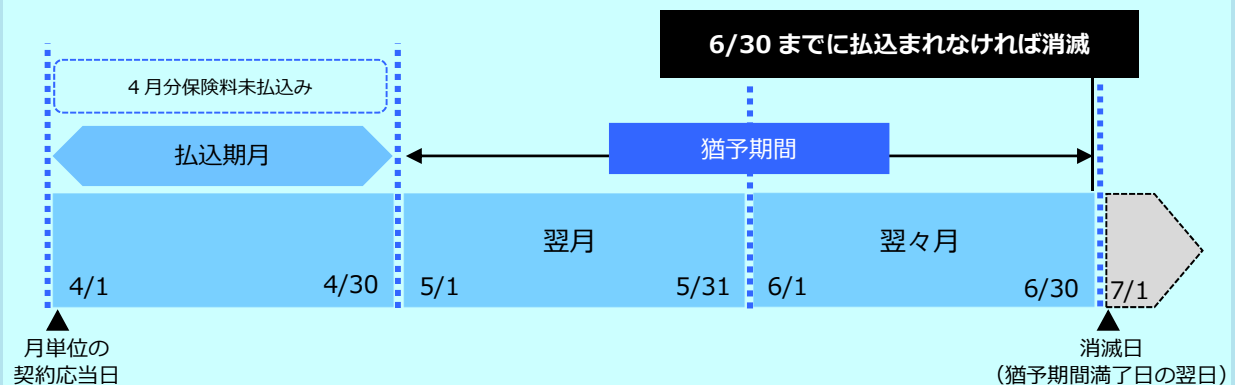 6/30 までに払込まれなければ消滅
4 月分保険料未払込み
払込期月
猶予期間
翌月
翌々月
4/1
4/30
5/1
5/31
6/1
6/30
7/1
月単位の
契約応当日
消滅日
（猶予期間満了日の翌日）